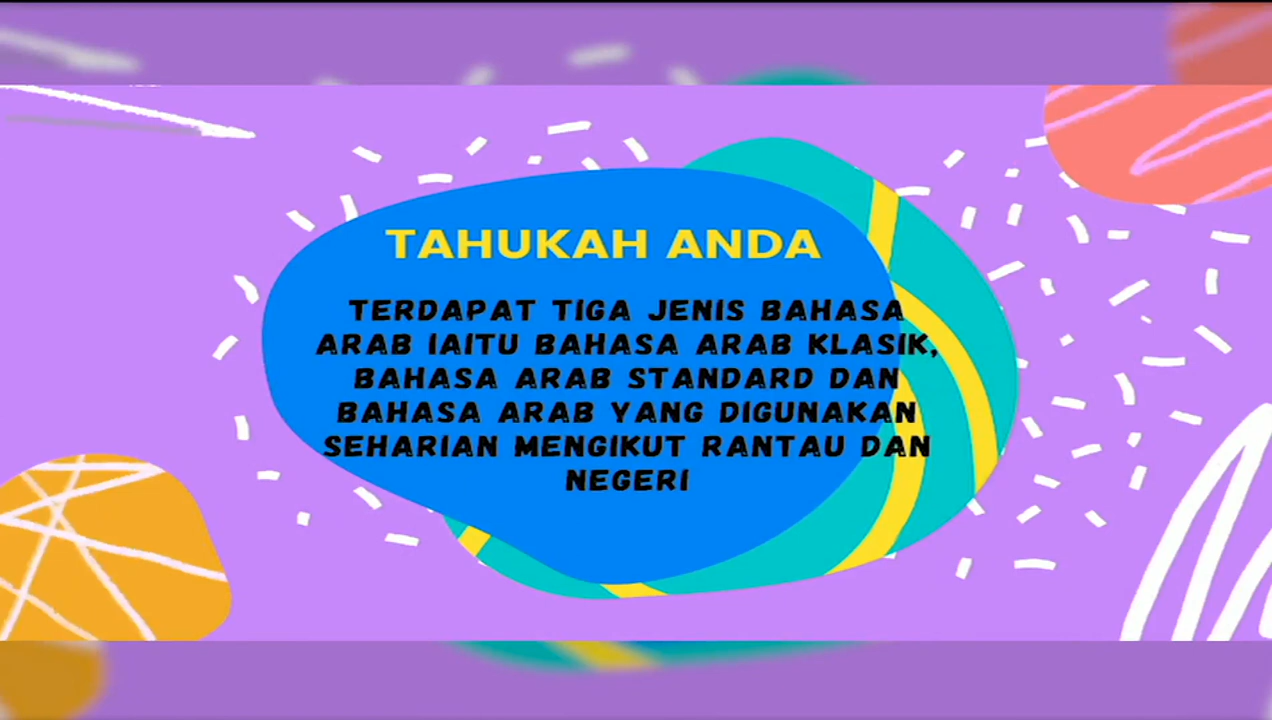 TAHUKAH ANDA
TERDAPAT TIGA JENIS BAHASA
ARAB IAITU BAHASA ARAB KLASIK,
BAHASA ARAB STANDARD DAN
BAHASA ARAB YANG DIGUNAKAN
SEHARIAN MENGIKUT RANTAU DAN
NEGERI